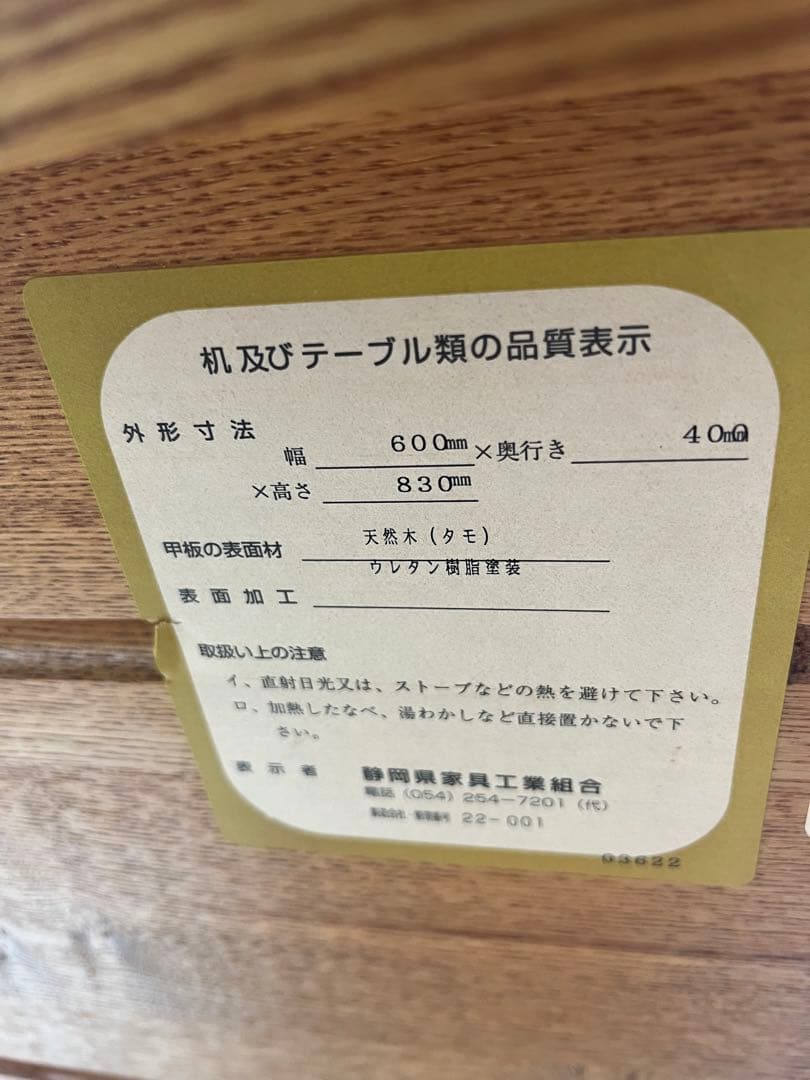 机及びテーブル類の品質表示
外形寸法
幅 600mm ×奥行き 400mm
×高さ 830mm
甲板の表面材 天然木(タモ)
ウレタン樹脂塗装
表面加工
取扱い上の注意
イ、直射日光又は、ストーブなどの熱を避けて下さい。
ロ、加熱したなべ、湯わかしなど直接置かないで下
さい。
表示者 静岡県家具工業組合
電話(054)254-7201(代)
22-001
03622